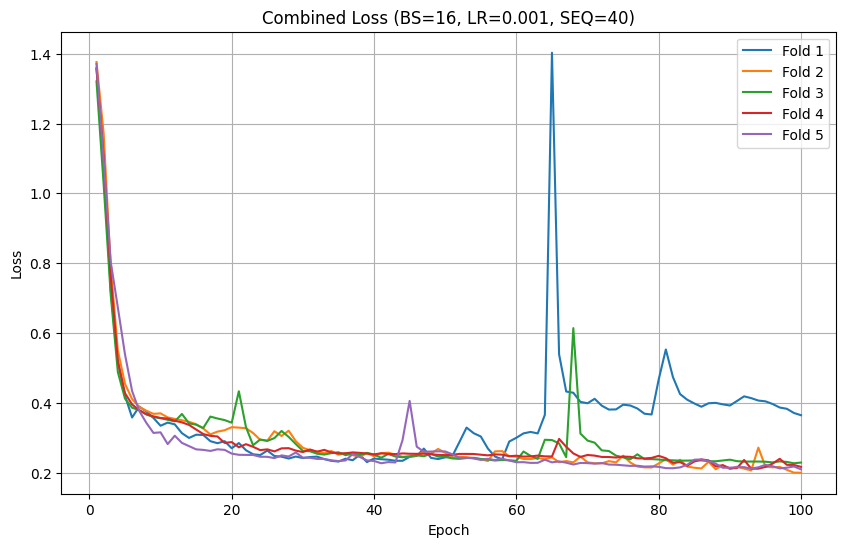 Combined Loss (BS=16, LR=0.001, SEQ=40)
Fold 1
Fold 2
Fold 3
Fold 4
Fold 5
Loss
1.4
1.2
1.0
0.8
0.6
0.4
0.2
0 20 40 60 80 100
Epoch